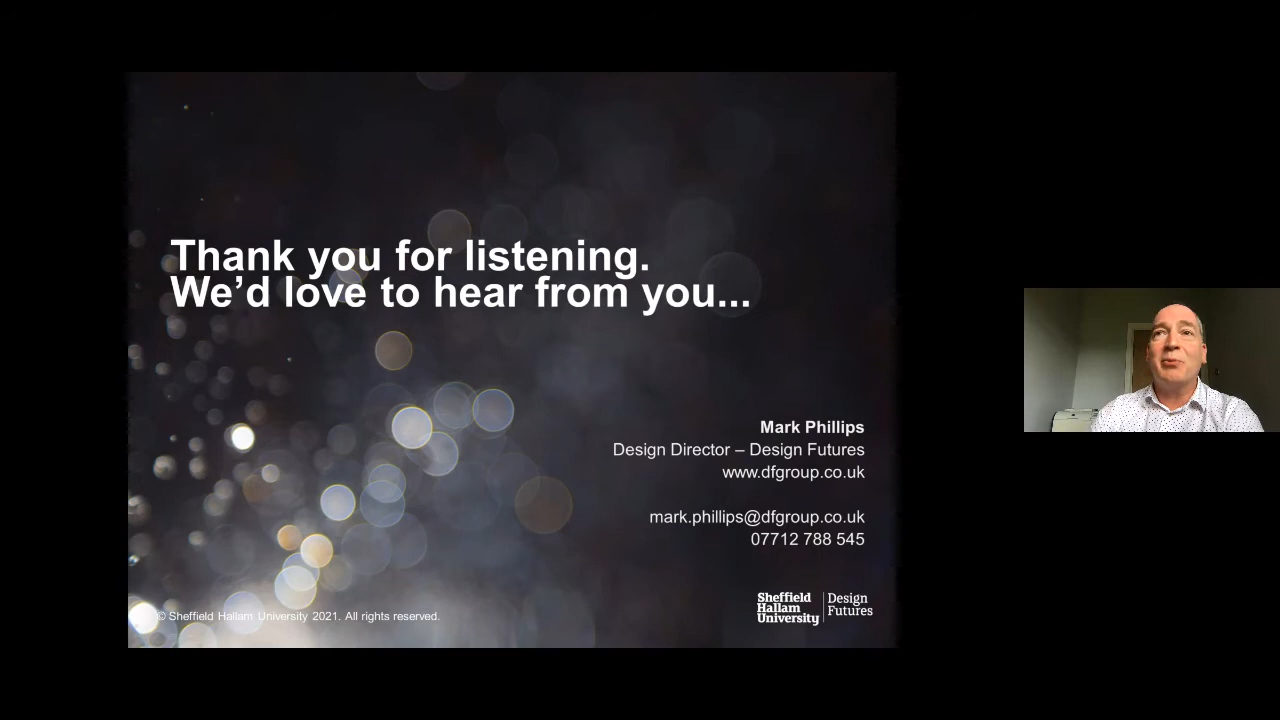 Thank you for listening.
We’d love to hear from you...
Mark Phillips
Design Director – Design Futures
www.dfgroup.co.uk
mark.phillips@dfgroup.co.uk
07712 788 545
© Sheffield Hallam University 2021. All rights reserved.
Sheffield
Hallam
University
Design
Futures